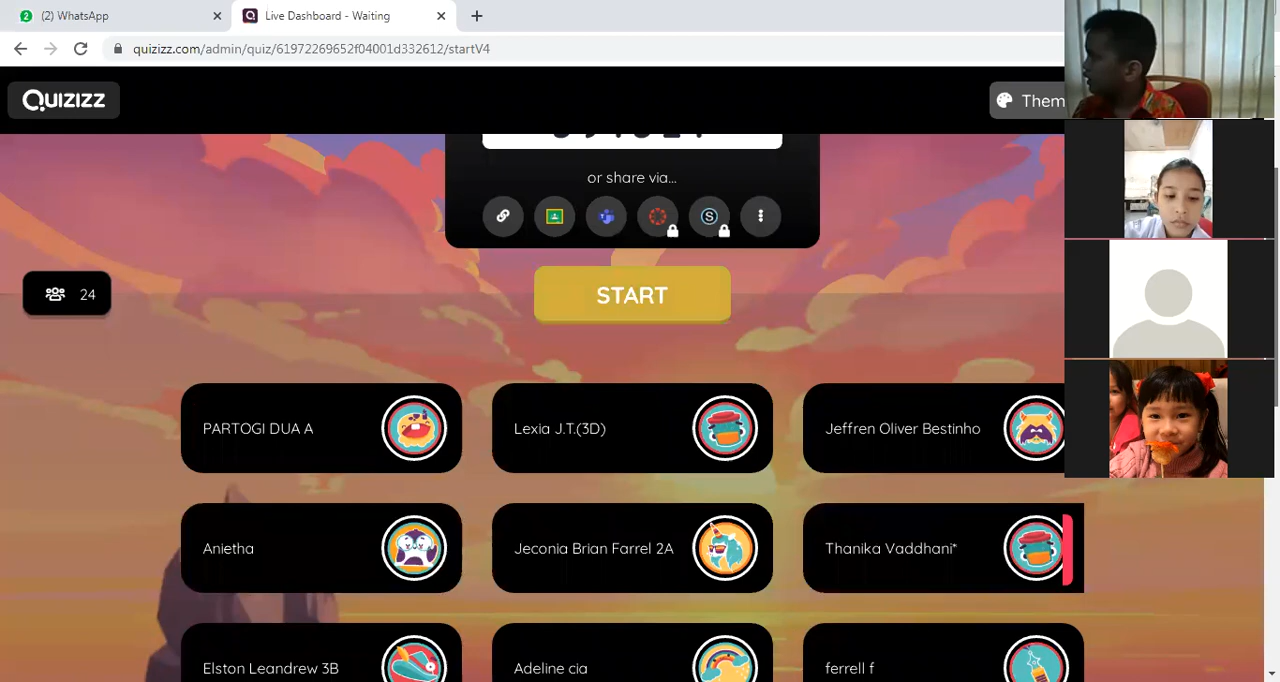 (2) WhatsApp
Live Dashboard - Waiting
quizizz.com/admin/quiz/61972269652f04001d332612/startV4
QUIZIZZ
Them
or share via...
24
START
PARTOGI DUA A
Lexia J.T.(3D)
Jeffren Oliver Bestinho
Anietha
Jeconia Brian Farrel 2A
Thanika Vaddhani*
Elston Leandrew 3B
Adeline cia
ferrell f